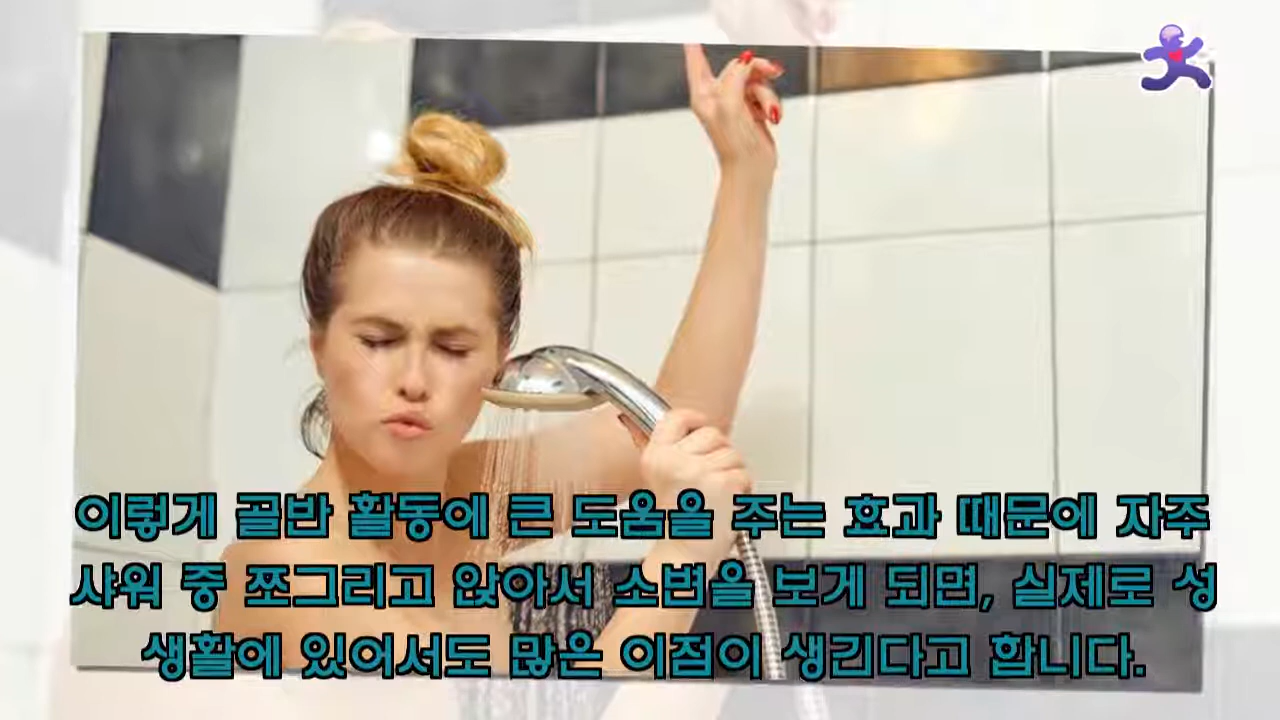 이렇게 골반 활동에 큰 도움을 주는 효과 때문에 자주
샤워 중 쪼그리고 앉아서 소변을 보게 되면, 실제로 성
생활에 있어서도 많은 이점이 생긴다고 합니다.